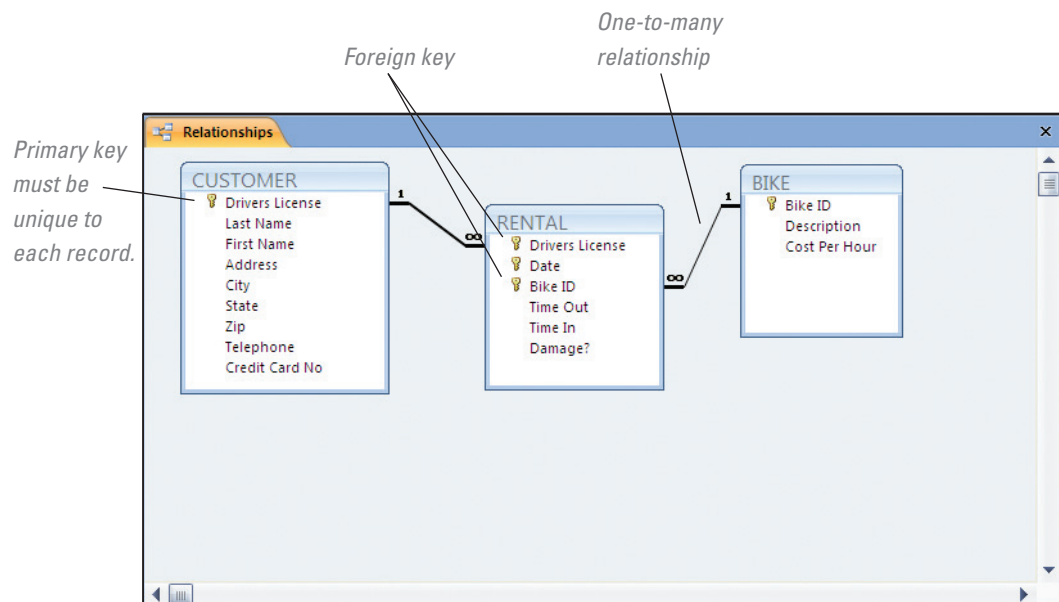 One-to-many
relationship
Foreign key
Primary key
must be
unique to
each record.
Relationships
CUSTOMER
Drivers License
Last Name
First Name
Address
City
State
Zip
Telephone
Credit Card No
1
∞
RENTAL
Drivers License
Date
Bike ID
Time Out
Time In
Damage?
∞
1
BIKE
Bike ID
Description
Cost Per Hour